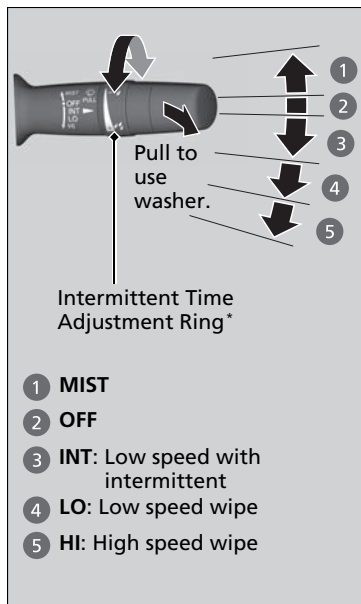 MIST
OFF
INT
LO
HI
PULL
1
2
3
4
5
Pull to
use
washer.
Intermittent Time
Adjustment Ring*
1 MIST
2 OFF
3 INT: Low speed with
intermittent
4 LO: Low speed wipe
5 HI: High speed wipe